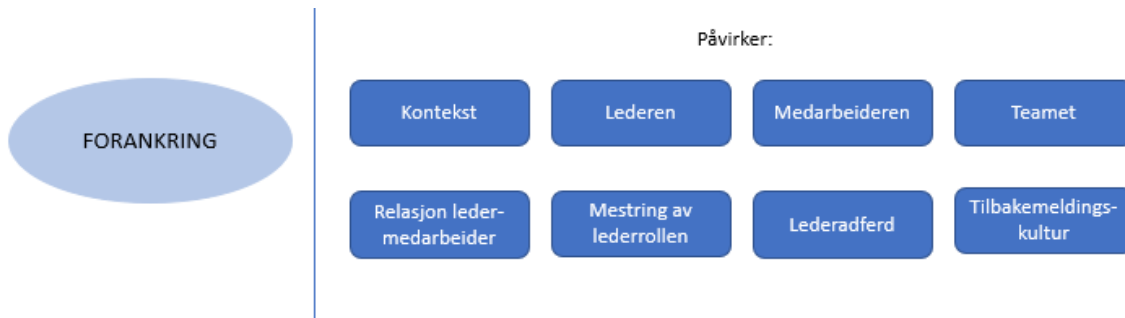 Påvirker:
FORANKRING
Kontekst
Lederen
Medarbeideren
Teamet
Relasjon leder-
medarbeider
Mestring av
lederrollen
Lederadferd
Tilbakemeldings-
kultur